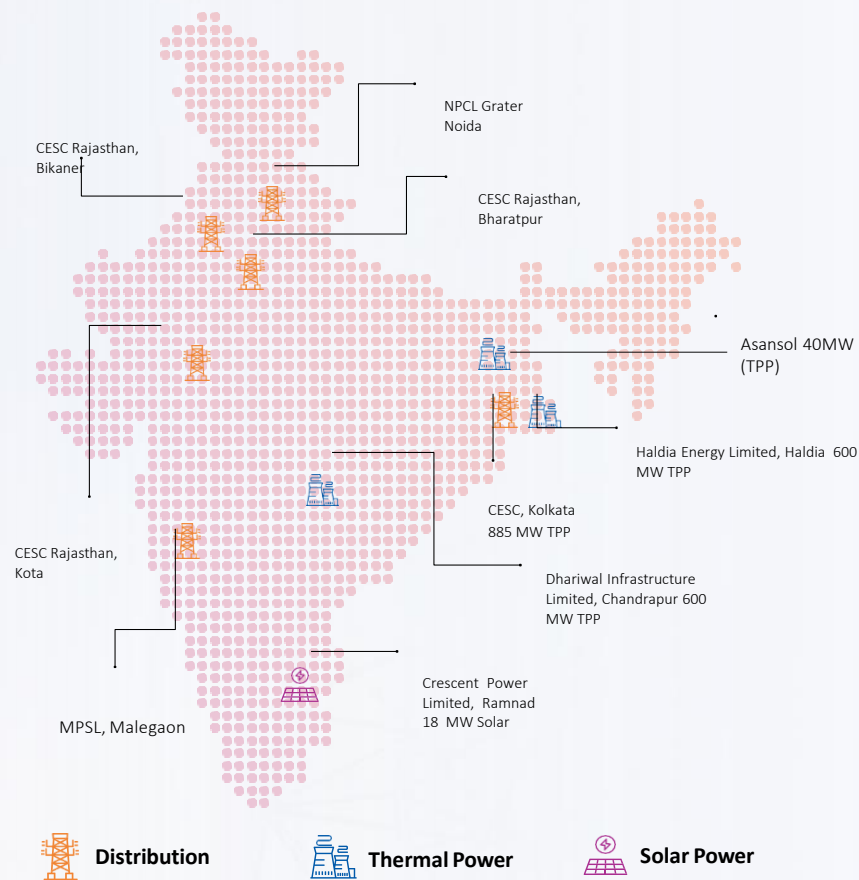 NPCL Grater
Noida
CESC Rajasthan,
Bikaner
CESC Rajasthan,
Bharatpur
Asansol 40MW
(TPP)
Haldia Energy Limited, Haldia 600
MW TPP
CESC, Kolkata
885 MW TPP
CESC Rajasthan,
Kota
Dhariwal Infrastructure
Limited, Chandrapur 600
MW TPP
Crescent Power
Limited, Ramnad
18 MW Solar
MPSL, Malegaon
Distribution
Thermal Power
Solar Power